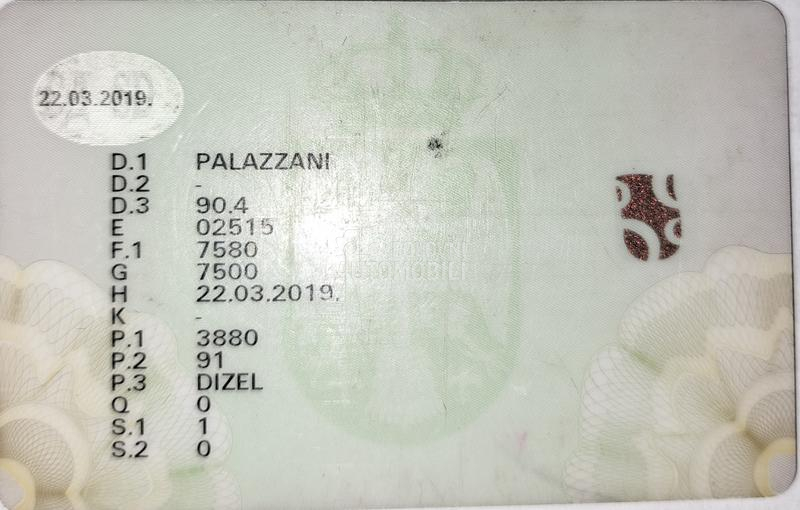 22.03.2019.
D.1 PALAZZANI
D.2 -
D.3 90.4
E 02515
F.1 7580
G 7500
H 22.03.2019.
K -
P.1 3880
P.2 91
P.3 DIZEL
Q 0
S.1 1
S.2 0